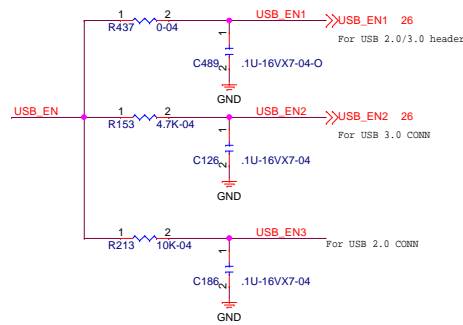 1 2 USB_EN1 USB_EN1 26
R437 0-04 For USB 2.0/3.0 header
1
C489 .1U-16VX7-04-O
2
GND
USB_EN 1 2 USB_EN2 USB_EN2 26
R153 4.7K-04 For USB 3.0 CONN
1
C126 .1U-16VX7-04
2
GND
1 2 USB_EN3
R213 10K-04 For USB 2.0 CONN
1
C186 .1U-16VX7-04
2
GND